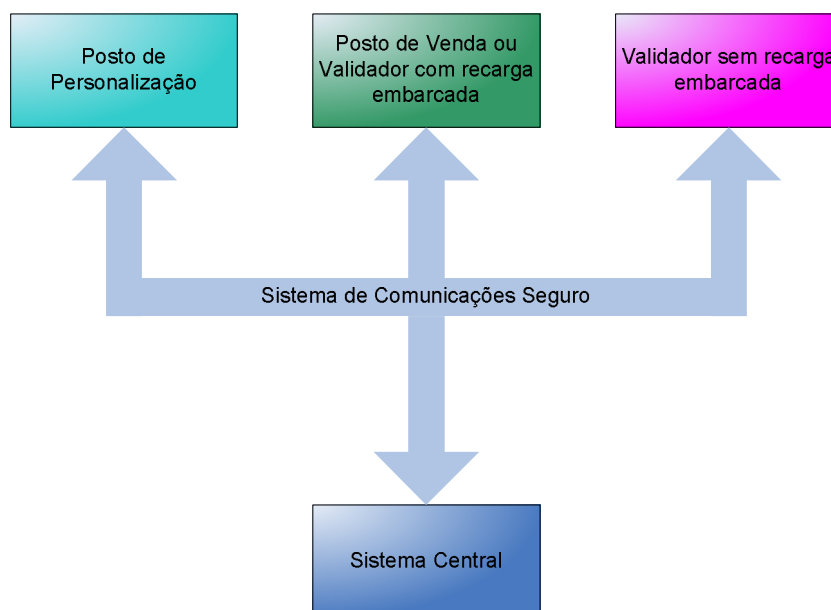 Posto de
Personalização
Posto de Venda ou
Validador com recarga
embarcada
Validador sem recarga
embarcada
Sistema de Comunicações Seguro
Sistema Central